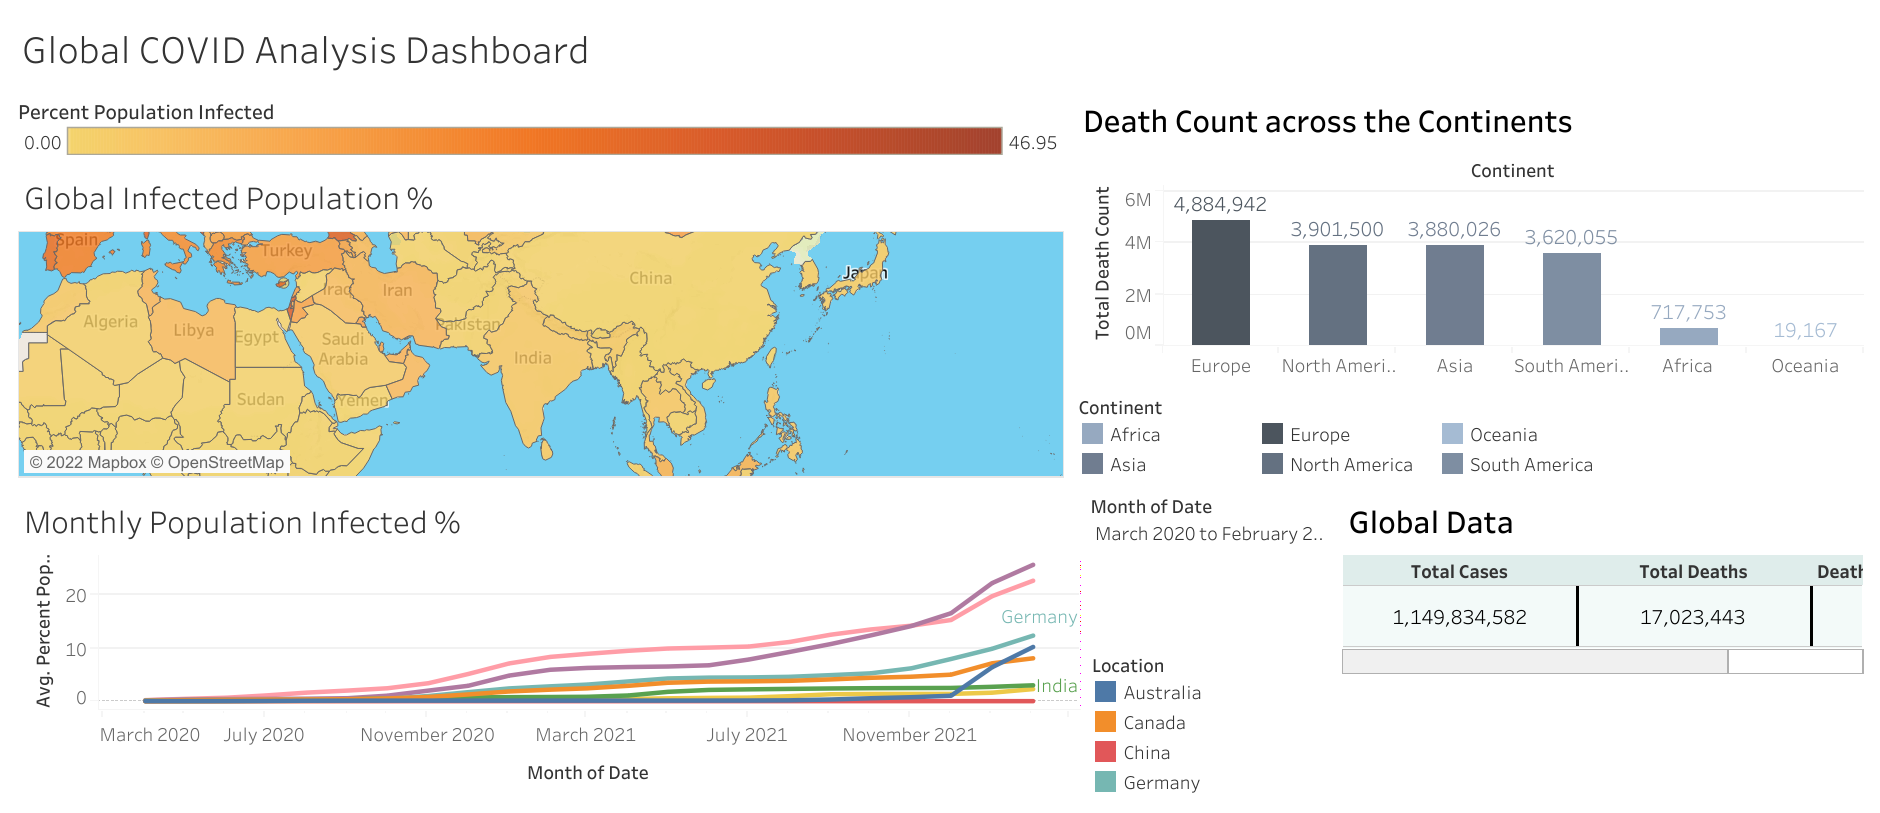 Global COVID Analysis Dashboard
Percent Population Infected
0.00
46.95
Global Infected Population %
Spain
Turkey
Iraq
Iran
China
Japan
Algeria
Libya
Egypt
Saudi
Arabia
Pakistan
India
Sudan
Yemen
© 2022 Mapbox © OpenStreetMap
Monthly Population Infected %
Avg. Percent Pop..
20
10
0
Germany
India
March 2020
July 2020
November 2020
March 2021
July 2021
November 2021
Month of Date
Death Count across the Continents
Continent
Total Death Count
6M
4M
2M
0M
4,884,942
3,901,500
3,880,026
3,620,055
717,753
19,167
Europe
North Ameri..
Asia
South Ameri..
Africa
Oceania
Continent
Africa
Europe
Oceania
Asia
North America
South America
Month of Date
March 2020 to February 2..
Location
Australia
Canada
China
Germany
Global Data
Total Cases
Total Deaths
Death
1,149,834,582
17,023,443